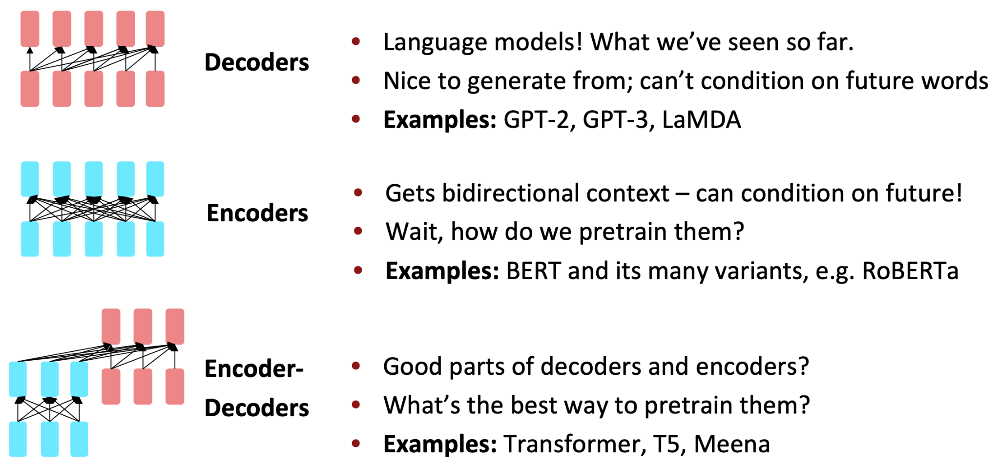 Decoders
• Language models! What we’ve seen so far.
• Nice to generate from; can’t condition on future words
• Examples: GPT-2, GPT-3, LaMDA
Encoders
• Gets bidirectional context – can condition on future!
• Wait, how do we pretrain them?
• Examples: BERT and its many variants, e.g. RoBERTa
Encoder-
Decoders
• Good parts of decoders and encoders?
• What’s the best way to pretrain them?
• Examples: Transformer, T5, Meena